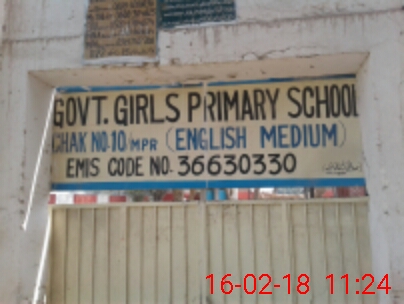 GOVT. GIRLS PRIMARY SCHOOL
CHAK NO.10/MPR (ENGLISH MEDIUM)
EMIS CODE NO. 36630330
16-02-18 11:24